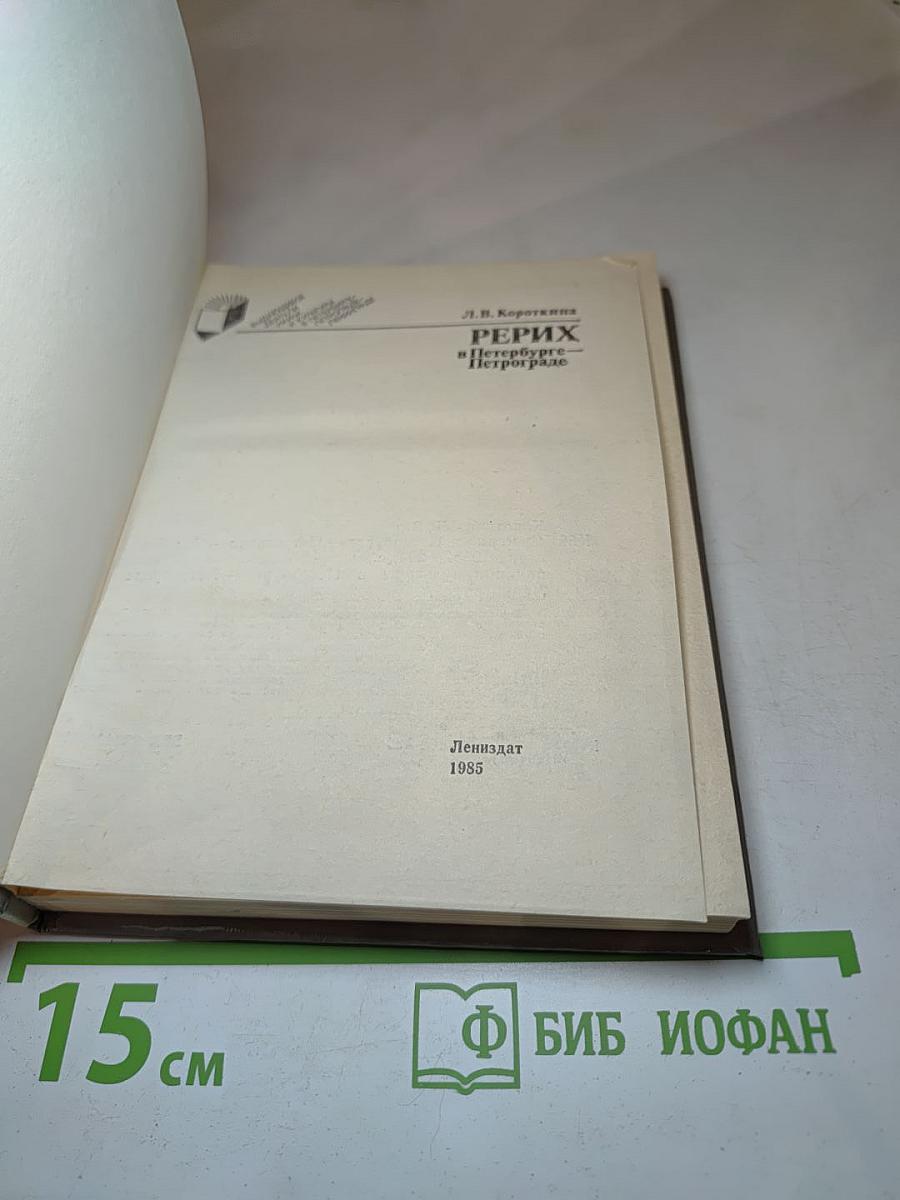 Л. В. Короткина
РЕРИХ
в Петербурге—
Петрограде
Лениздат
1985
15 см
Ф БИБ ИОФАН